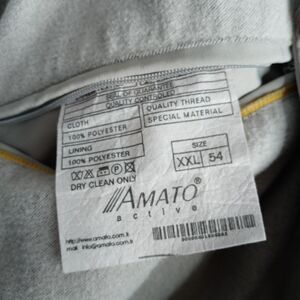 SEAL OF GUARANTEE
QUALITY CONTROLED
CLOTH
100% POLYESTER
LINING
100% POLYESTER
QUALITY THREAD
SPECIAL MATERIAL
DRY CLEAN ONLY
SIZE
XXL 54
AMATO®
active
http://www.amato.com.tr
mail info@amato.com.tr